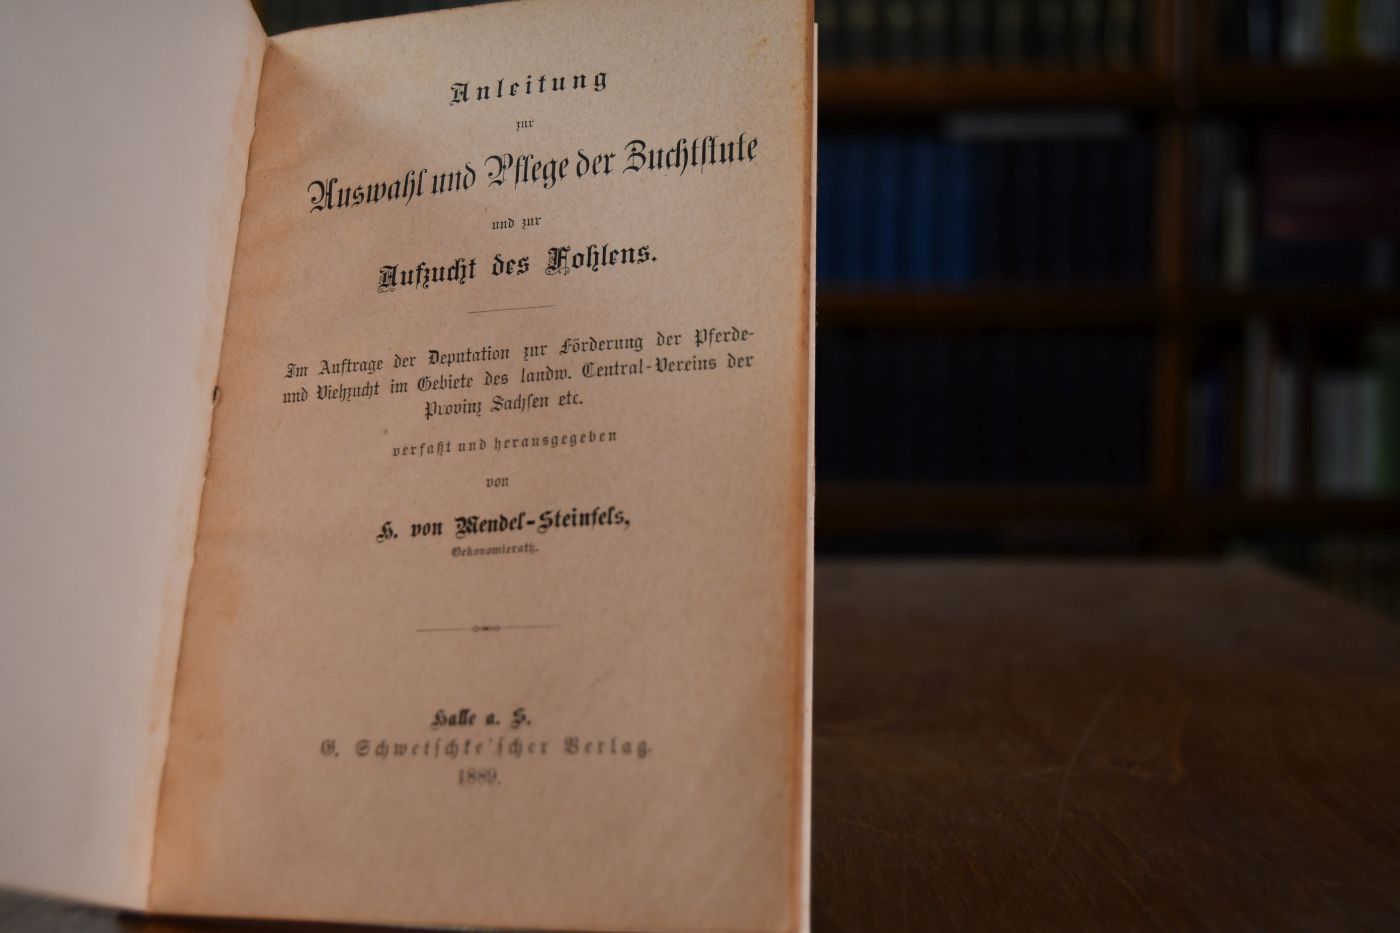 Anleitung
zur
Auswahl und Pflege der Zuchtstute
und zur
Aufzucht des Fohlens.
Im Auftrage der Deputation zur Förderung der Pferde-
und Viehzucht im Gebiete des landw. Central-Vereins der
Provinz Sachsen etc.
verfaßt und herausgegeben
von
H. von Mendel-Steinfels,
Oekonomierath.
Halle a. S.
G. Schwetschke'scher Verlag.
1889.